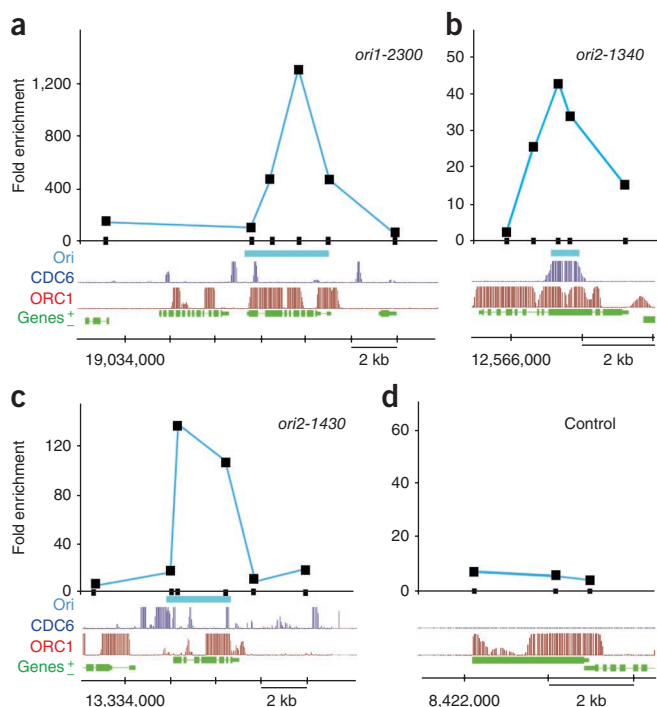 a
ori1-2300
Fold enrichment
1,200
800
400
0
Ori
CDC6
ORC1
Genes + –
19,034,000
2 kb
b
ori2-1340
50
40
30
20
10
0
12,566,000
2 kb
c
ori2-1430
Fold enrichment
120
80
40
0
Ori
CDC6
ORC1
Genes + –
13,334,000
2 kb
d
Control
60
40
20
0
8,422,000
2 kb